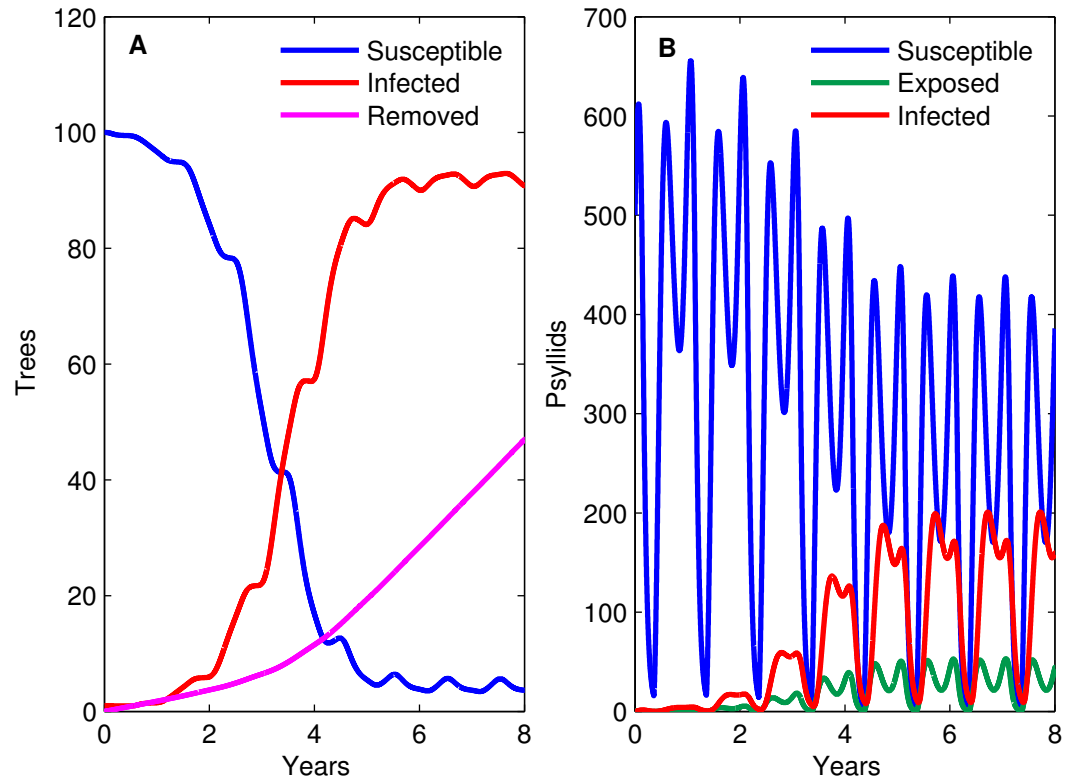 A
Susceptible
Infected
Removed
120
100
80
60
40
20
0
Trees
0 2 4 6 8
Years
B
Susceptible
Exposed
Infected
700
600
500
400
300
200
100
0
Psyllids
0 2 4 6 8
Years